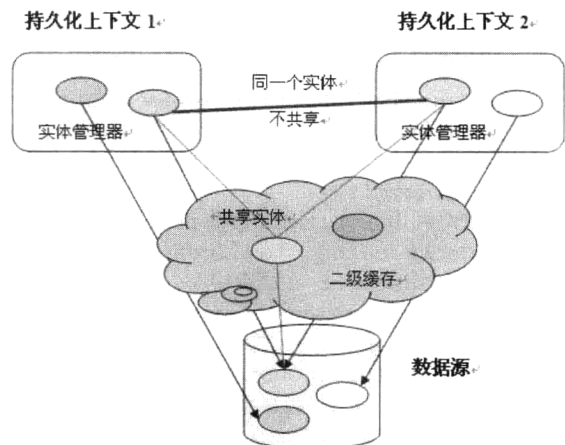 持久化上下文 1
持久化上下文 2
同一个实体
不共享
实体管理器
实体管理器
共享实体
二级缓存
数据源